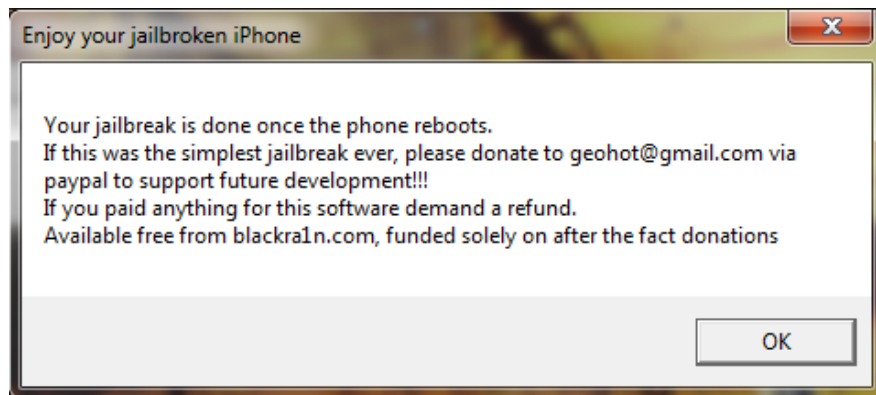 Enjoy your jailbroken iPhone
Your jailbreak is done once the phone reboots.
If this was the simplest jailbreak ever, please donate to geohot@gmail.com via
paypal to support future development!!!
If you paid anything for this software demand a refund.
Available free from blackra1n.com, funded solely on after the fact donations
OK